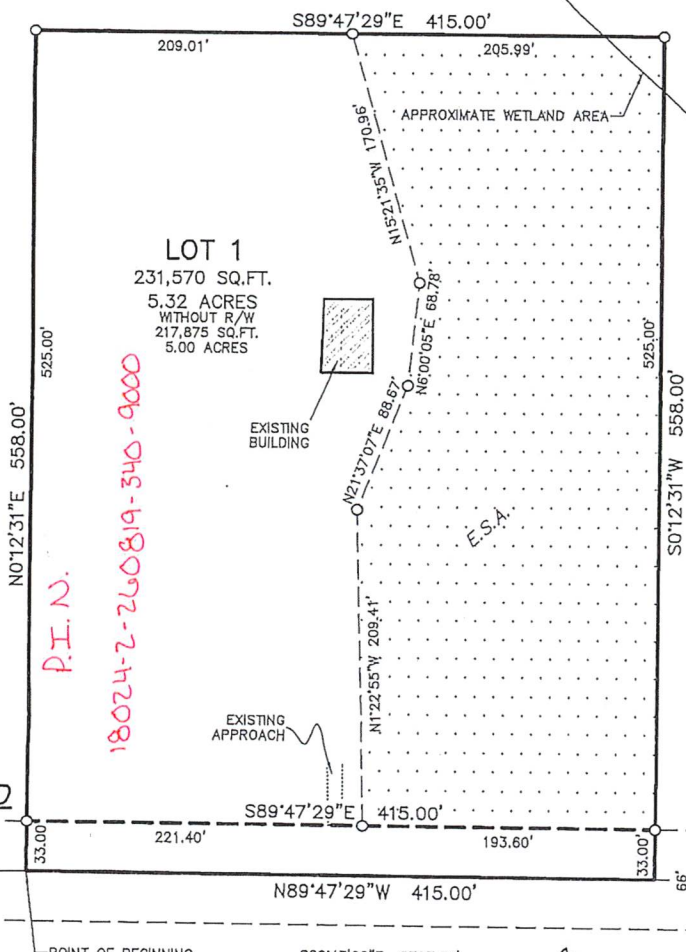 S89°47'29"E 415.00'
209.01'
205.99'
APPROXIMATE WETLAND AREA
N15°21'35"W 170.96'
LOT 1
231,570 SQ.FT.
5.32 ACRES
WITHOUT R/W
217,875 SQ.FT.
5.00 ACRES
N6°00'05"E 68.78'
525.00'
525.00'
N0°12'31"E 558.00'
S0°12'31"W 558.00'
EXISTING
BUILDING
N21°37'07"E 88.67'
E.S.A.
P.I.N.
18024-2-260819-340-9000
N1°22'55"W 209.41'
EXISTING
APPROACH
S89°47'29"E 415.00'
221.40'
193.60'
33.00'
33.00'
66'
N89°47'29"W 415.00'
POINT OF BEGINNING